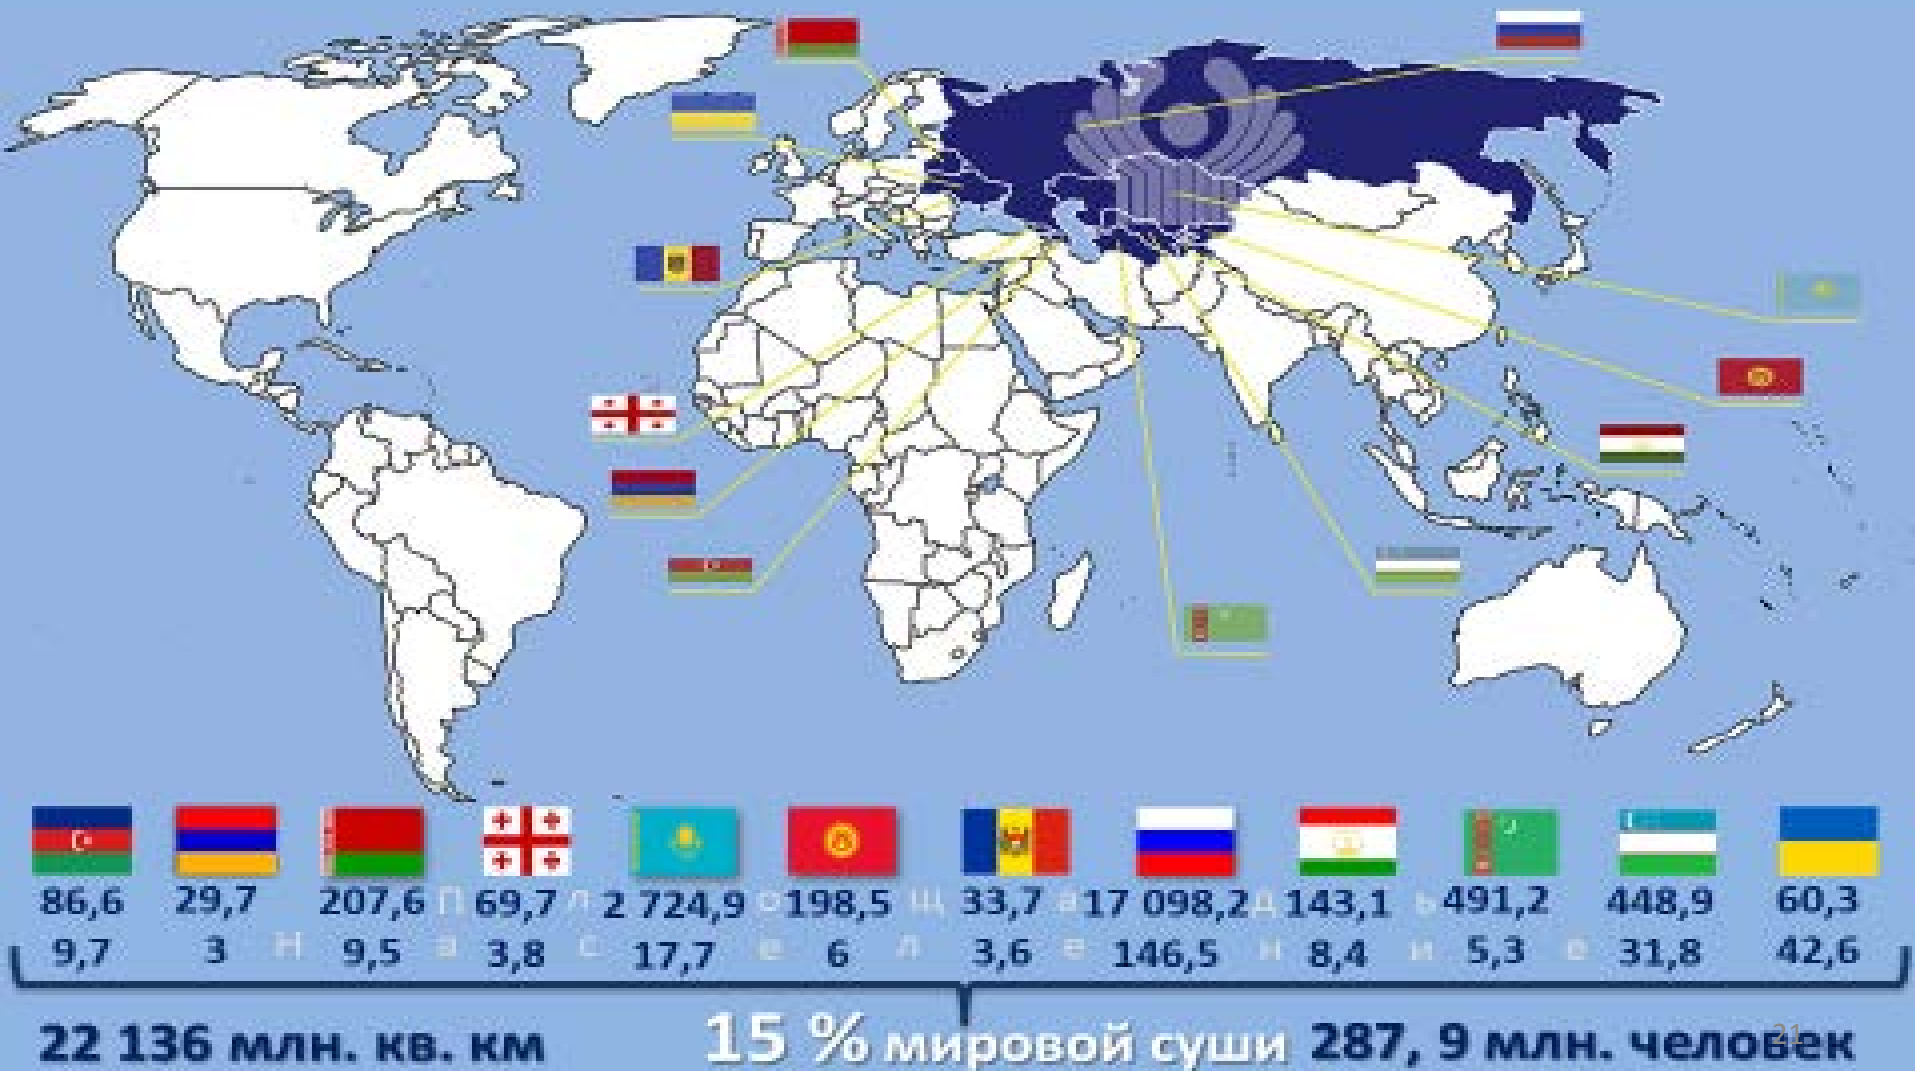 86,6 29,7 207,6 П 69,7 л 2 724,9 о 198,5 щ 33,7 а 17 098,2 д 143,1 ь 491,2 448,9 60,3
9,7 3 Н 9,5 а 3,8 с 17,7 е 6 л 3,6 е 146,5 н 8,4 и 5,3 е 31,8 42,6
22 136 млн. кв. км 15 % мировой суши 287, 9 млн. человек
21